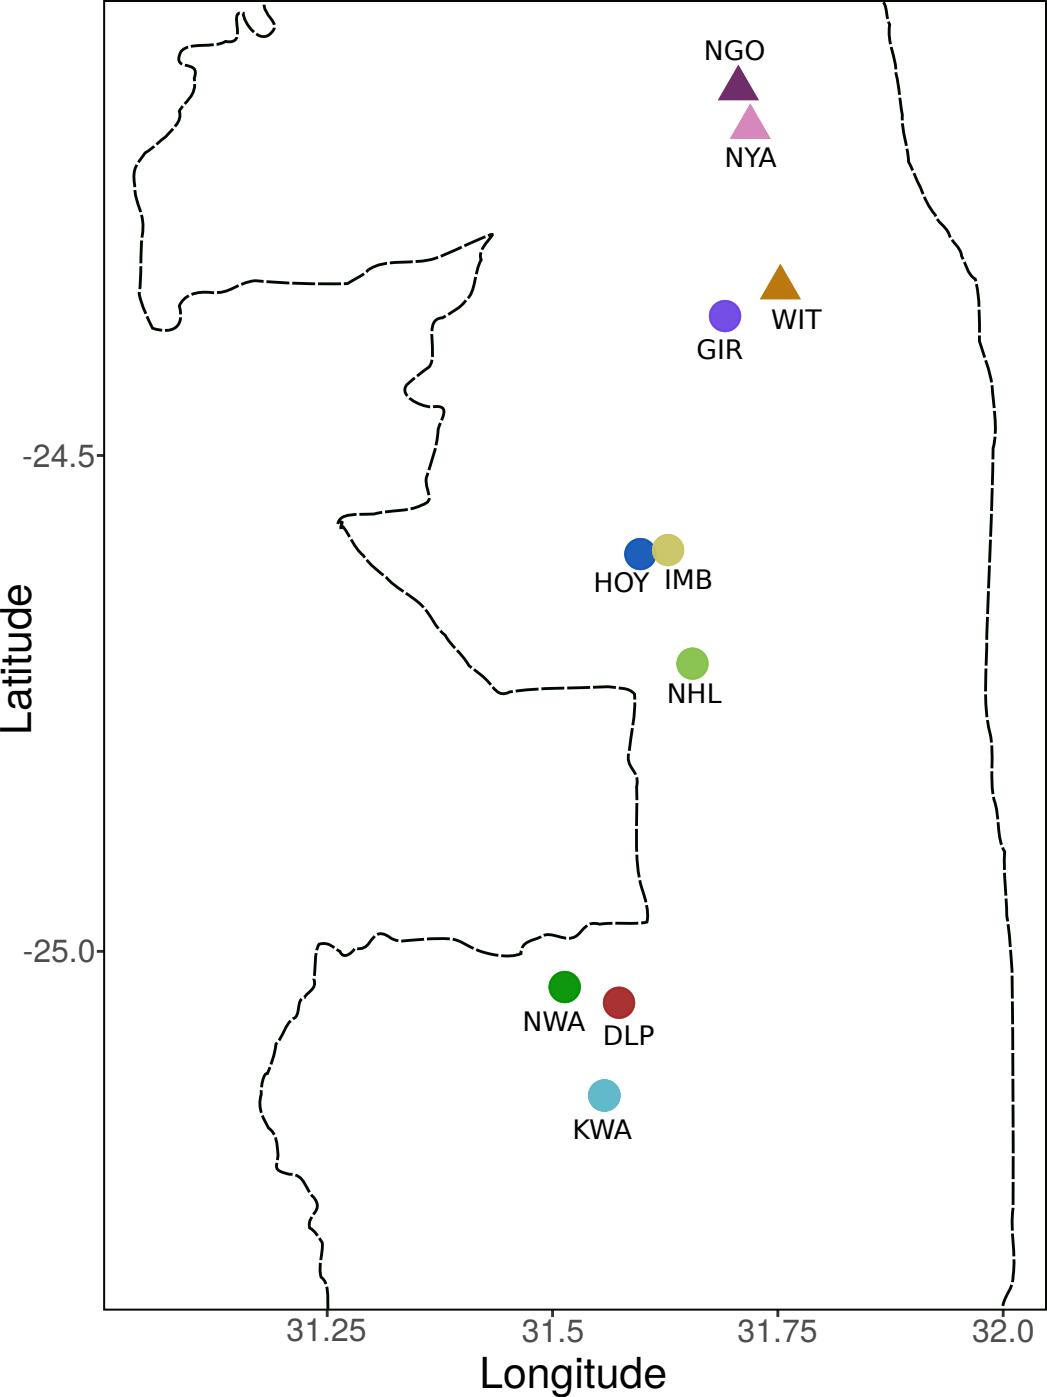 NGO
NYA
WIT
GIR
-24.5
HOY
IMB
NHL
Latitude
-25.0
NWA
DLP
KWA
31.25
31.5
31.75
32.0
Longitude